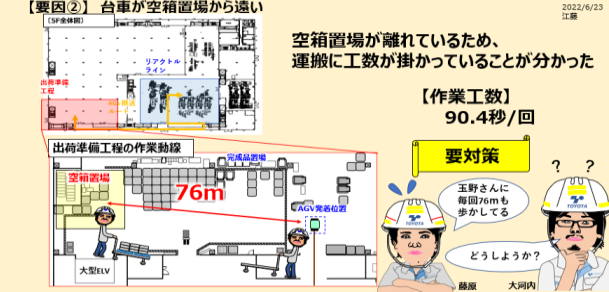 【要因②】 台車が空箱置場から遠い
2022/6/23
江藤
〔5F全体図〕
リアクトル
ライン
出荷準備
工程
空箱置場が離れているため、
運搬に工数が掛かっていることが分かった
【作業工数】
90.4秒/回
要対策
出荷準備工程の作業動線
完成品置場
空箱置場
76m
AGV発着位置
大型ELV
玉野さんに
毎回76mも
歩かしてる
？ ？
TOYOTA
TOYOTA
どうしようか？
藤原
大河内